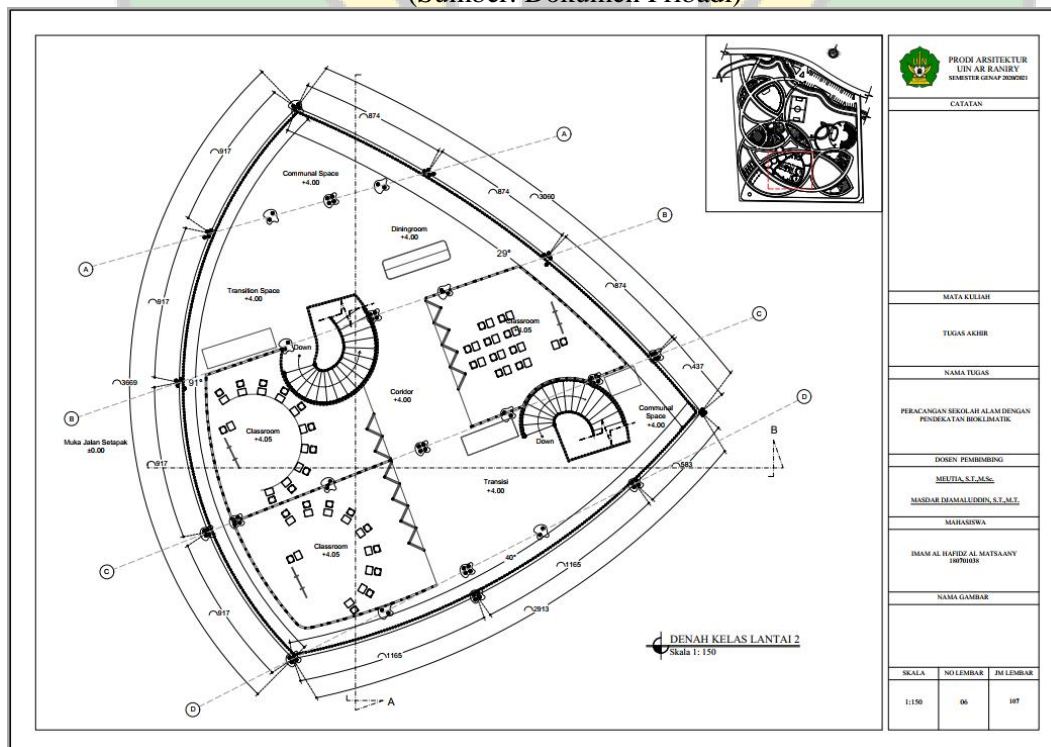 (Sumber: Dokumen Pribadi)
UIN
PRODI ARSITEKTUR
UIN AR RANIRY
SEMESTER GENAP 2020/2021
CATATAN
MATA KULIAH
TUGAS AKHIR
NAMA TUGAS
PERACANGAN SEKOLAH ALAM DENGAN
PENDEKATAN BIOKLIMATIK
DOSEN PEMBIMBING
MEUTIA, S.T.,M.Sc.
MASDAR DJAMALUDDIN, S.T.,M.T.
MAHASISWA
IMAM AL HAFIDZ AL MATSAANY
180701038
NAMA GAMBAR
SKALA
NO LEMBAR
JM LEMBAR
1:150
06
107
874
917
A
Communal Space
+4.00
874
3060
B
Diningroom
+4.00
29°
A
874
Transition Space
+4.00
917
C
Classroom
+4.05
Down
437
3669
91°
Coridor
+4.00
D
B
Communal
Space
+4.00
Classroom
+4.05
B
Muka Jalan Setapak
±0.00
Down
917
Transisi
+4.00
583
Classroom
+4.05
40°
C
1165
917
2913
DENAH KELAS LANTAI 2
Skala 1: 150
1165
A
D